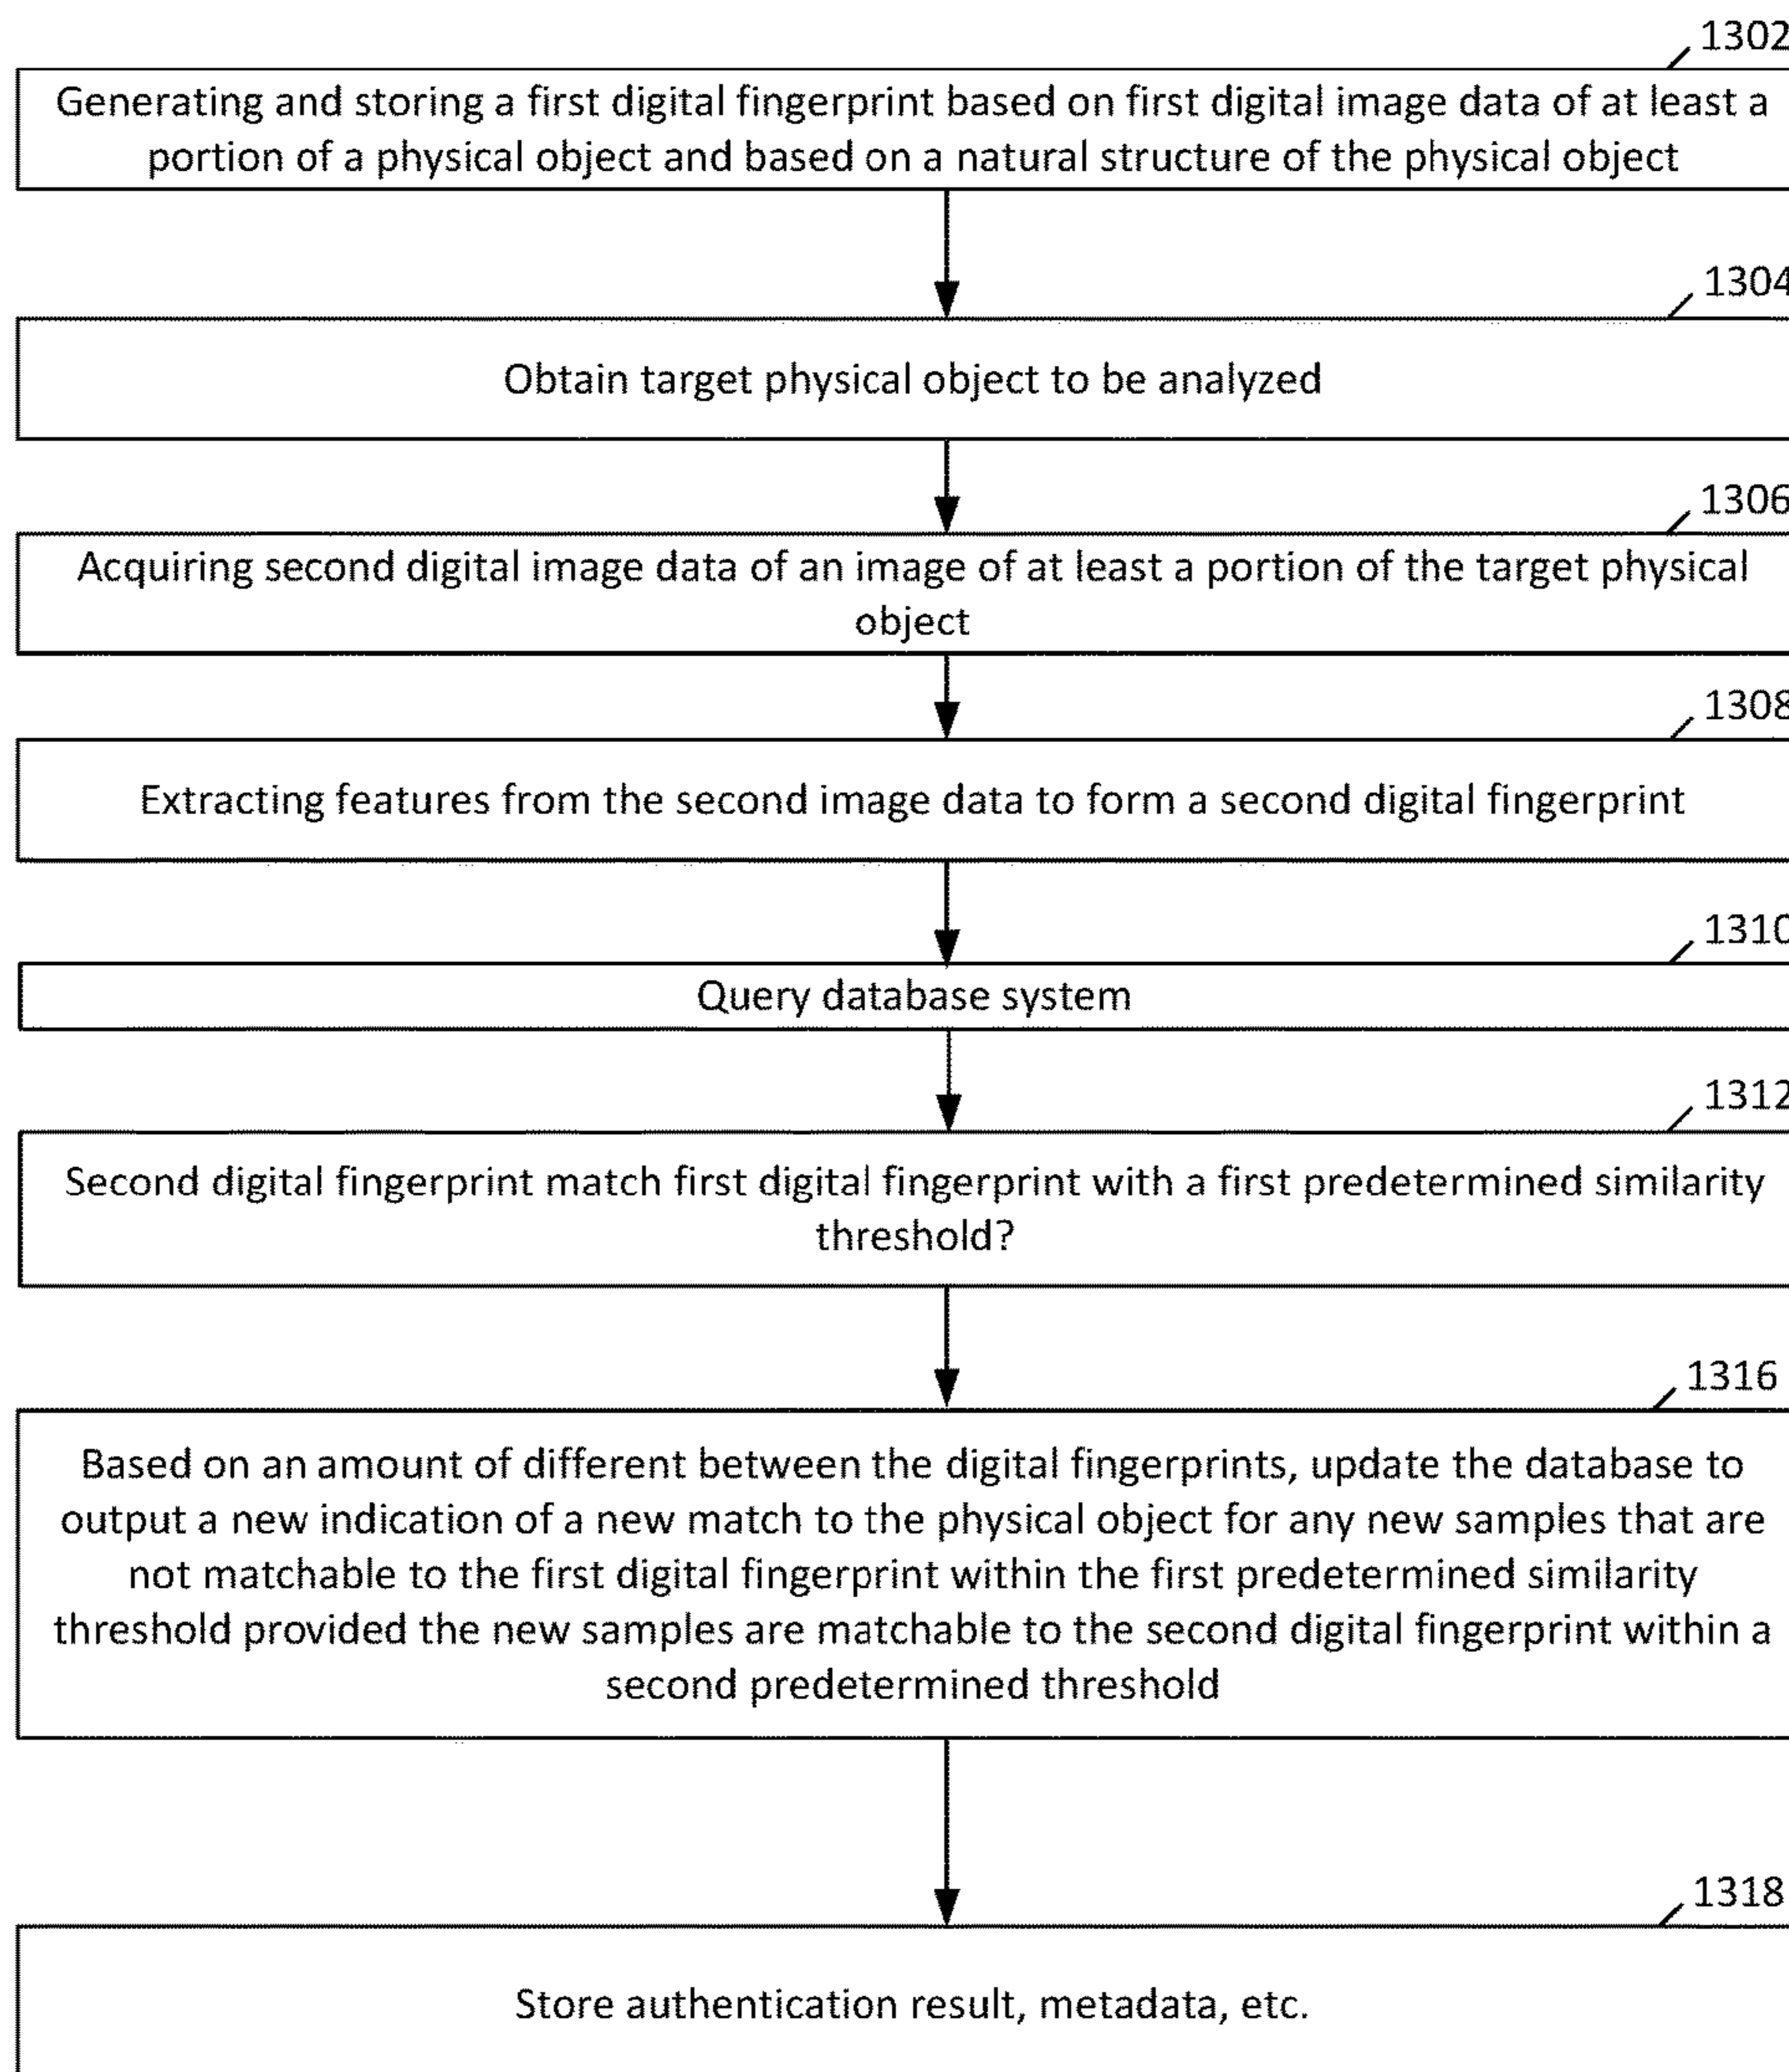 1302
Generating and storing a first digital fingerprint based on first digital image data of at least a
portion of a physical object and based on a natural structure of the physical object
1304
Obtain target physical object to be analyzed
1306
Acquiring second digital image data of an image of at least a portion of the target physical
object
1308
Extracting features from the second image data to form a second digital fingerprint
1310
Query database system
1312
Second digital fingerprint match first digital fingerprint with a first predetermined similarity
threshold?
1316
Based on an amount of different between the digital fingerprints, update the database to
output a new indication of a new match to the physical object for any new samples that are
not matchable to the first digital fingerprint within the first predetermined similarity
threshold provided the new samples are matchable to the second digital fingerprint within a
second predetermined threshold
1318
Store authentication result, metadata, etc.